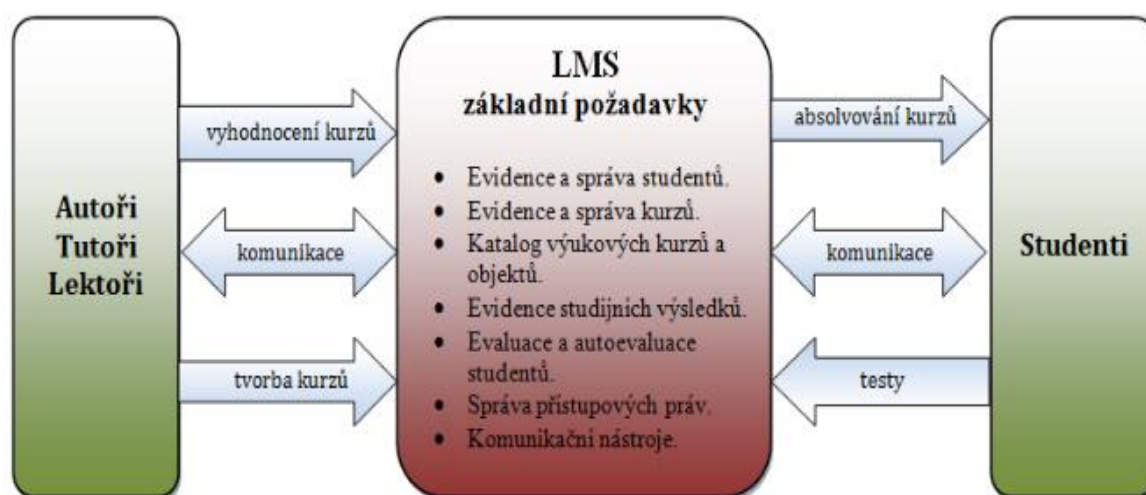 Autoři
Tutoři
Lektoři
vyhodnocení kurzů
komunikace
tvorba kurzů
LMS
základní požadavky
• Evidence a správa studentů.
• Evidence a správa kurzů.
• Katalog výukových kurzů a
objektů.
• Evidence studijních výsledků.
• Evaluace a autoevaluace
studentů.
• Správa přístupových práv.
• Komunikační nástroje.
absolvování kurzů
komunikace
testy
Studenti